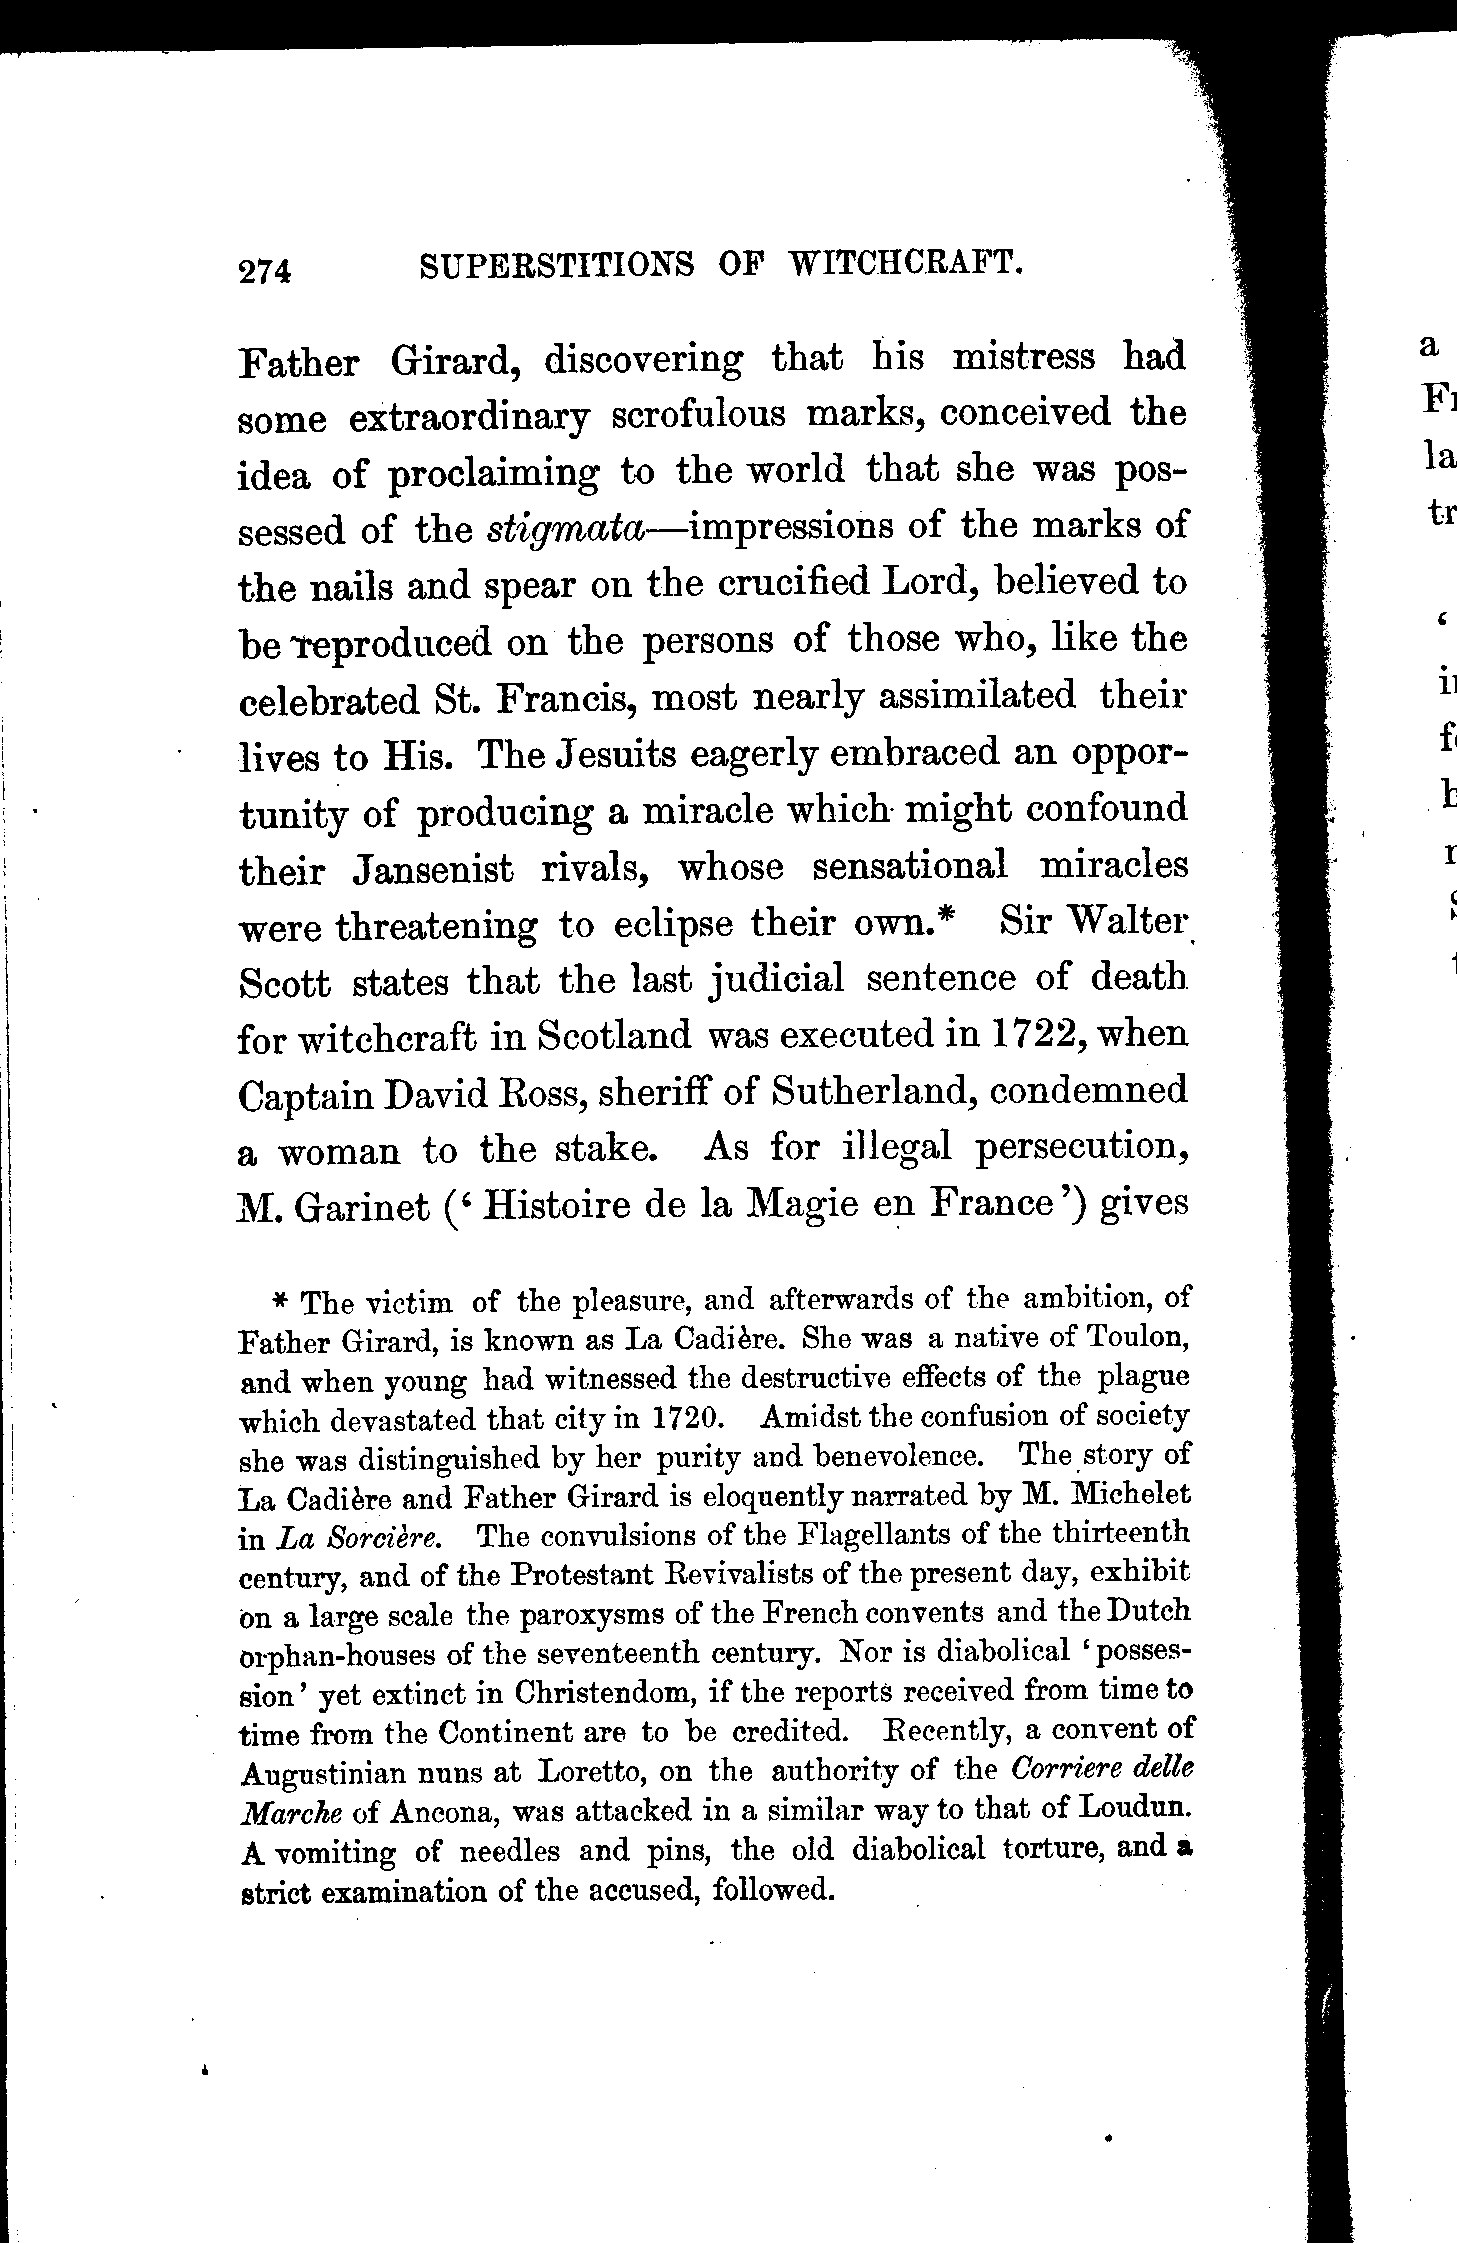 274 SUPERSTITIONS OF WITCHCRAFT.
Father Girard, discovering that his mistress had
some extraordinary scrofulous marks, conceived the
idea of proclaiming to the world that she was pos-
sessed of the stigmata—impressions of the marks of
the nails and spear on the crucified Lord, believed to
be reproduced on the persons of those who, like the
celebrated St. Francis, most nearly assimilated their
lives to His. The Jesuits eagerly embraced an oppor-
tunity of producing a miracle which might confound
their Jansenist rivals, whose sensational miracles
were threatening to eclipse their own.* Sir Walter
Scott states that the last judicial sentence of death
for witchcraft in Scotland was executed in 1722, when
Captain David Ross, sheriff of Sutherland, condemned
a woman to the stake. As for illegal persecution,
M. Garinet (‘ Histoire de la Magie en France ’) gives
* The victim of the pleasure, and afterwards of the ambition, of
Father Girard, is known as La Cadière. She was a native of Toulon,
and when young had witnessed the destructive effects of the plague
which devastated that city in 1720. Amidst the confusion of society
she was distinguished by her purity and benevolence. The story of
La Cadière and Father Girard is eloquently narrated by M. Michelet
in La Sorcière. The convulsions of the Flagellants of the thirteenth
century, and of the Protestant Revivalists of the present day, exhibit
on a large scale the paroxysms of the French convents and the Dutch
orphan-houses of the seventeenth century. Nor is diabolical ‘ posses-
sion ’ yet extinct in Christendom, if the reports received from time to
time from the Continent are to be credited. Recently, a convent of
Augustinian nuns at Loretto, on the authority of the Corriere delle
Marche of Ancona, was attacked in a similar way to that of Loudun.
A vomiting of needles and pins, the old diabolical torture, and a
strict examination of the accused, followed.